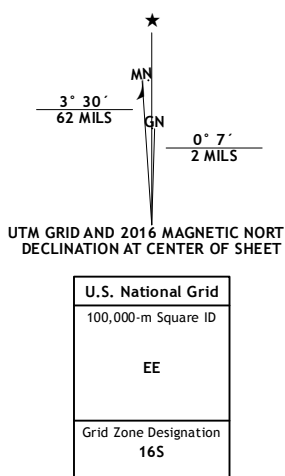 MN
3° 30´
62 MILS
GN
0° 7´
2 MILS
UTM GRID AND 2016 MAGNETIC NORT
DECLINATION AT CENTER OF SHEET
U.S. National Grid
100,000-m Square ID
EE
Grid Zone Designation
16S